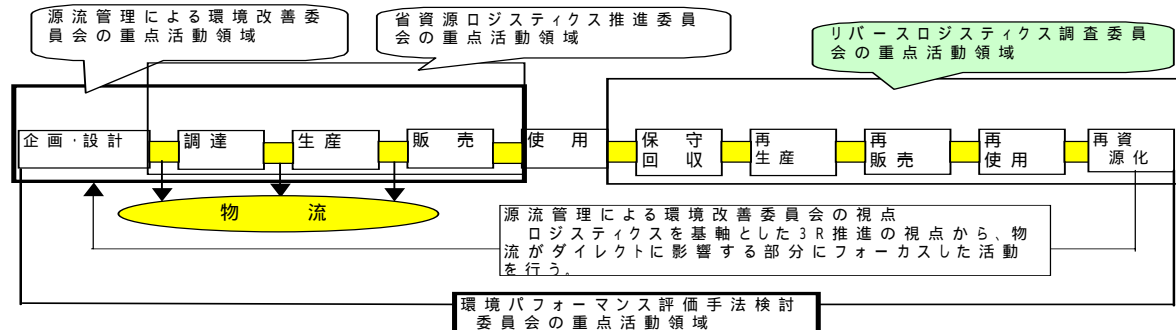 源流管理による環境改善委
員会の重点活動領域
省資源ロジスティクス推進委員
会の重点活動領域
リバースロジスティクス調査委員
会の重点活動領域
企画・設計
調達
生産
販売
使用
保守
回収
再
生産
再
販売
再
使用
再資
源化
物流
源流管理による環境改善委員会の視点
ロジスティクスを基軸とした3R推進の視点から、物
流がダイレクトに影響する部分にフォーカスした活動
を行う。
環境パフォーマンス評価手法検討
委員会の重点活動領域